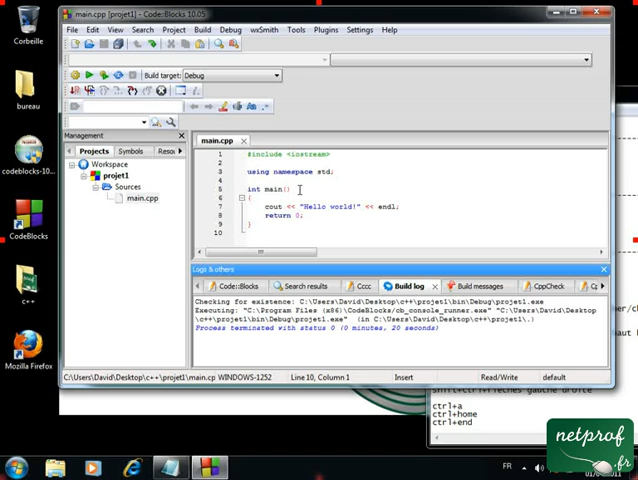 Corbeille
bureau
codeblocks-10....
CodeBlocks
c++
Mozilla Firefox
main.cpp [projet1] - Code::Blocks 10.05
File Edit View Search Project Build Debug wxSmith Tools Plugins Settings Help
Build target: Debug
Management
Projects Symbols Resou
Workspace
projet1
Sources
main.cpp
main.cpp
1 #include <iostream>
2
3 using namespace std;
4
5 int main()
6 {
7 cout << "Hello world!" << endl;
8 return 0;
9 }
10
Logs & others
Code::Blocks Search results Cccc Build log Build messages CppCheck
Checking for existence: C:\Users\David\Desktop\c++\projet1\bin\Debug\projet1.exe
Executing: "C:\Program Files (x86)\CodeBlocks/cb_console_runner.exe" "C:\Users\David\Desktop
\c++\projet1\bin\Debug\projet1.exe" (in C:\Users\David\Desktop\c++\projet1\.)
Process terminated with status 0 (0 minutes, 20 seconds)
C:\Users\David\Desktop\c++\projet1\main.cp WINDOWS-1252 Line 10, Column 1 Insert Read/Write default
shift+ctrl+flèches gauche droite
ctrl+a
ctrl+home
ctrl+end
netprof
.fr
FR